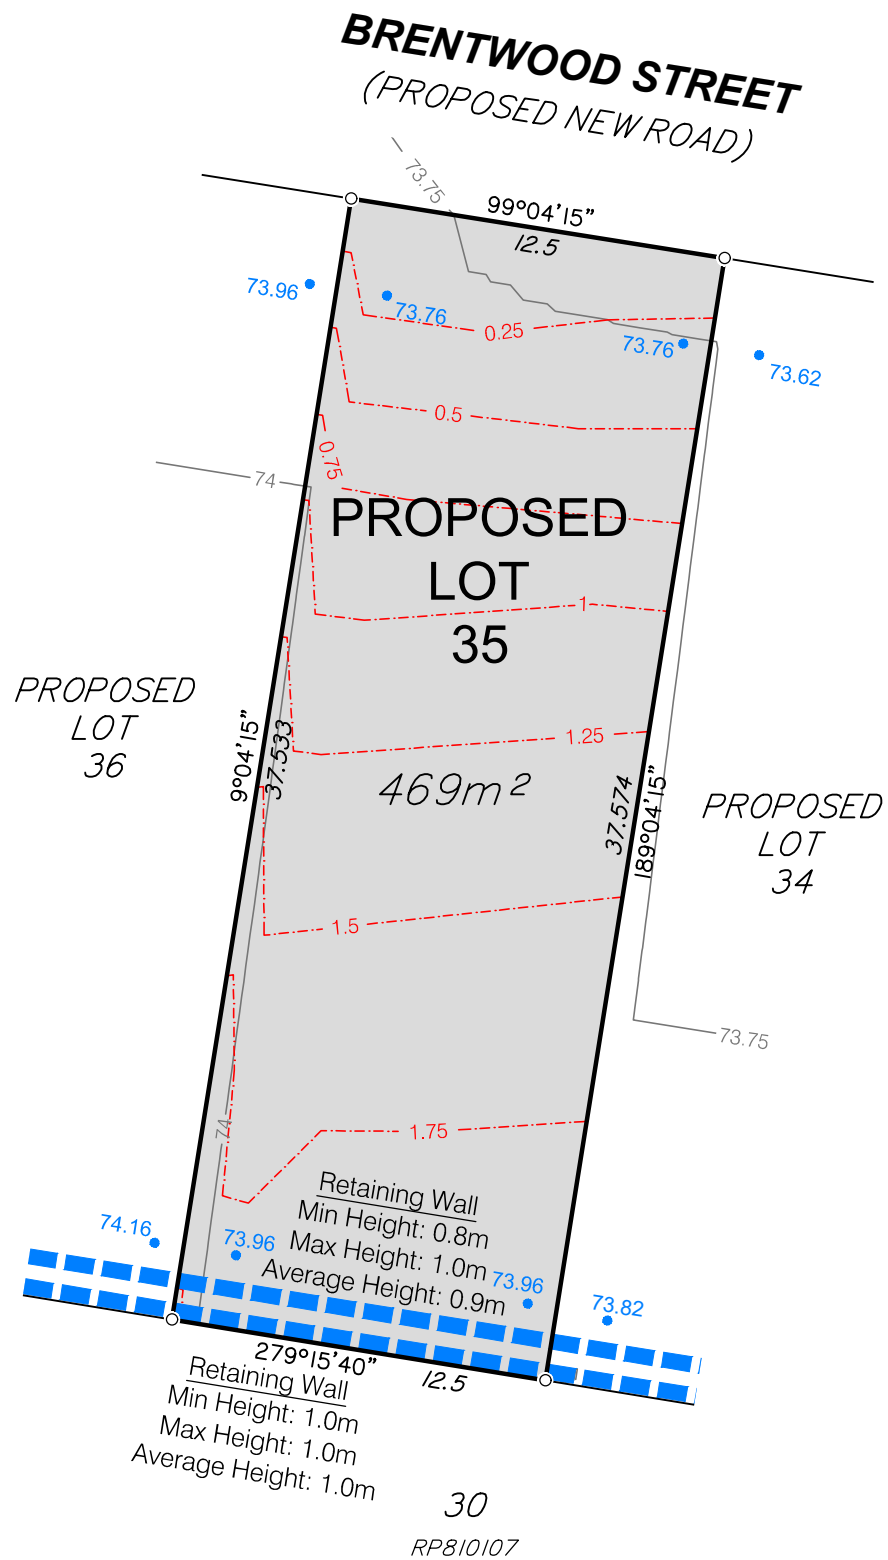 BRENTWOOD STREET
(PROPOSED NEW ROAD)
73.75
99°04'15"
12.5
73.96
73.76
0.25
73.76
73.62
0.5
0.75
74
PROPOSED
LOT
35
1
PROPOSED
LOT
36
9°04'15"
37.533
1.25
469m²
37.574
189°04'15"
PROPOSED
LOT
34
1.5
73.75
74
1.75
Retaining Wall
Min Height: 0.8m
Max Height: 1.0m
Average Height: 0.9m
74.16
73.96
73.96
73.82
279°15'40"
12.5
Retaining Wall
Min Height: 1.0m
Max Height: 1.0m
Average Height: 1.0m
30
RP810107